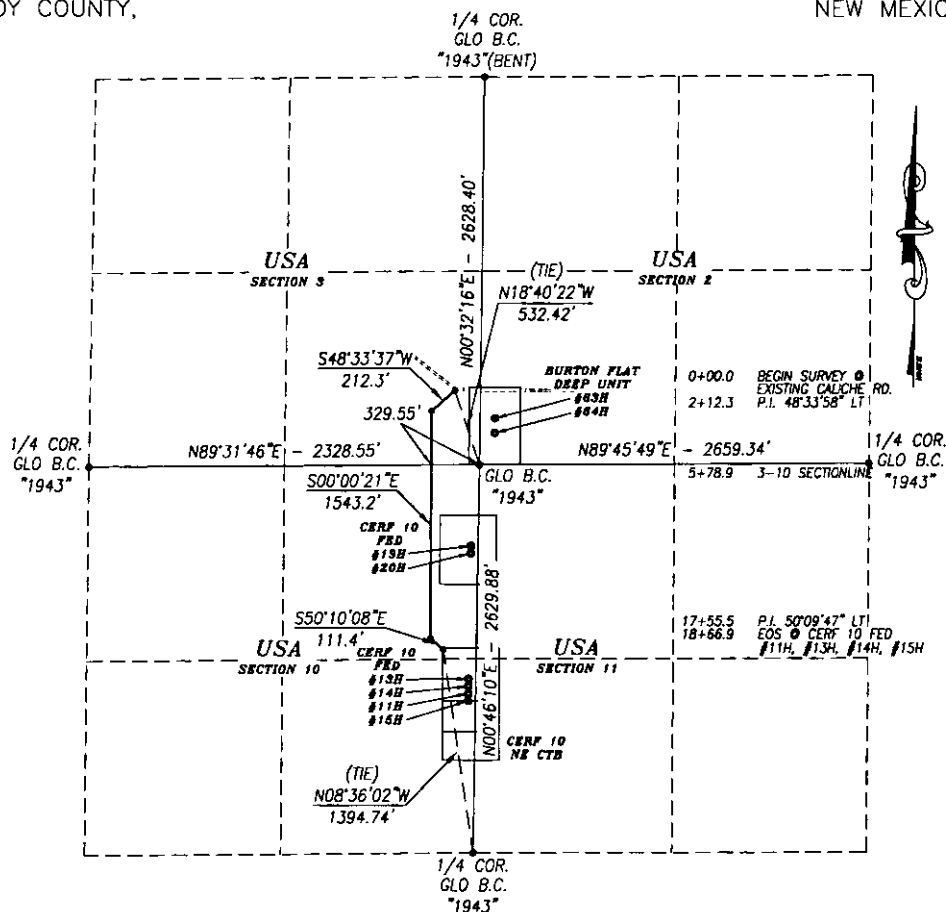 DY COUNTY,
NEW MEXIC
1/4 COR.
GLO B.C.
"1943"(BENT)
N00°32'16"E - 2628.40'
USA
SECTION 3
USA
SECTION 2
(TIE)
N18°40'22"W
532.42'
S48°33'37"W
212.3'
329.55'
BURTON FLAT
DEEP UNIT
#63H
#64H
0+00.0 BEGIN SURVEY @
EXISTING CALICHE RD.
2+12.3 P.I. 48°33'58" LT
1/4 COR.
GLO B.C.
"1943"
N89°31'46"E - 2328.55'
N89°45'49"E - 2659.34'
1/4 COR.
GLO B.C.
"1943"
GLO B.C.
"1943"
5+78.9 3-10 SECTIONLINE
S00°00'21"E
1543.2'
CERF 10
FED
#19H
#20H
N00°46'10"E - 2629.88'
S50°10'08"E
111.4'
17+55.5 P.I. 50°09'47" LT
18+66.9 EOS @ CERF 10 FED
#11H, #13H, #14H, #15H
USA
SECTION 10
USA
SECTION 11
CERF 10
FED
#13H
#14H
#11H
#15H
CERF 10
NE CTB
(TIE)
N08°36'02"W
1394.74'
1/4 COR.
GLO B.C.
"1943"